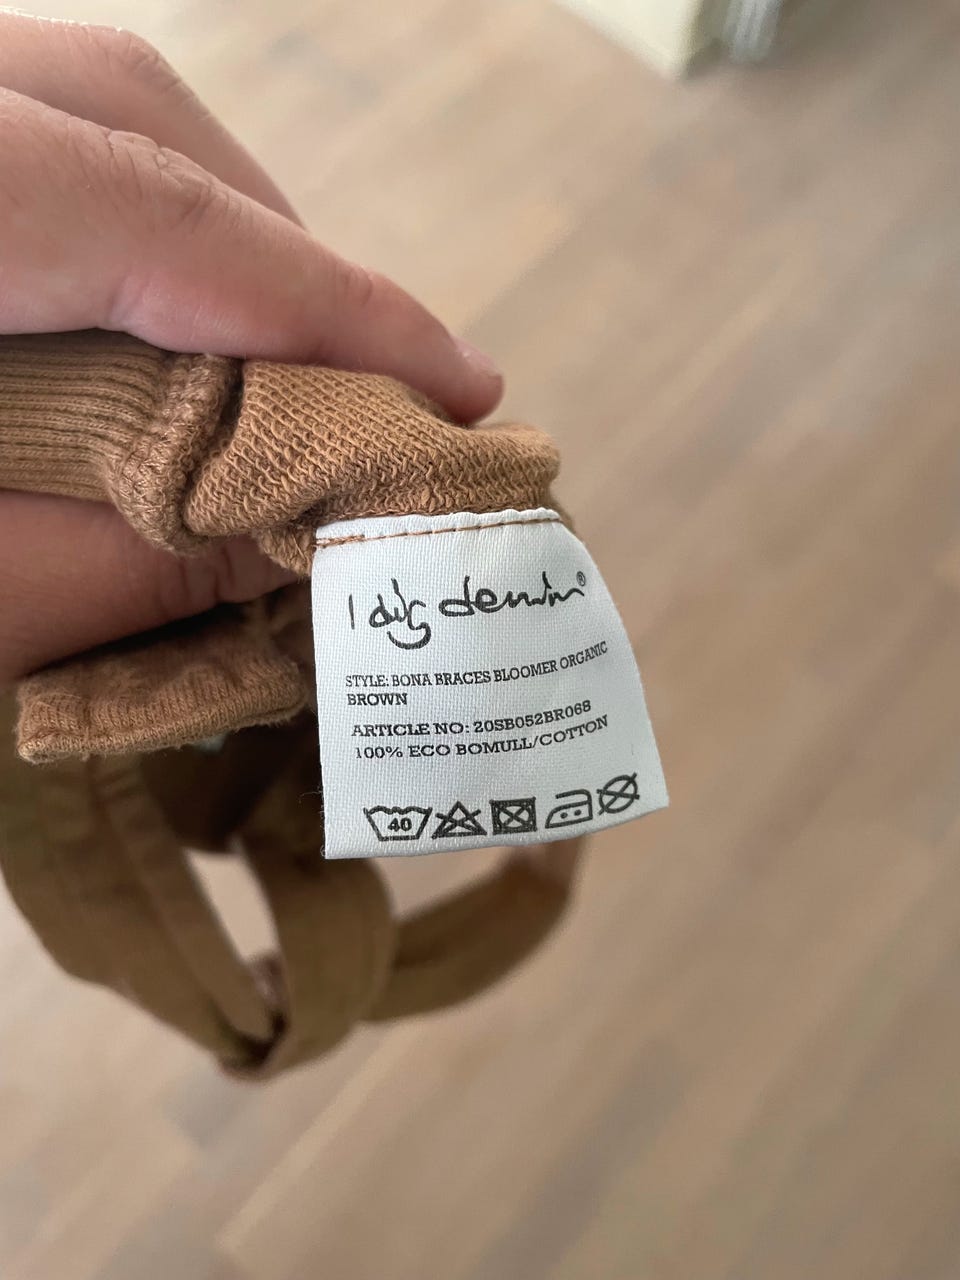 I dig denim®
STYLE: BONA BRACES BLOOMER ORGANIC
BROWN
ARTICLE NO: 20SB052BR068
100% ECO BOMULL/COTTON
40